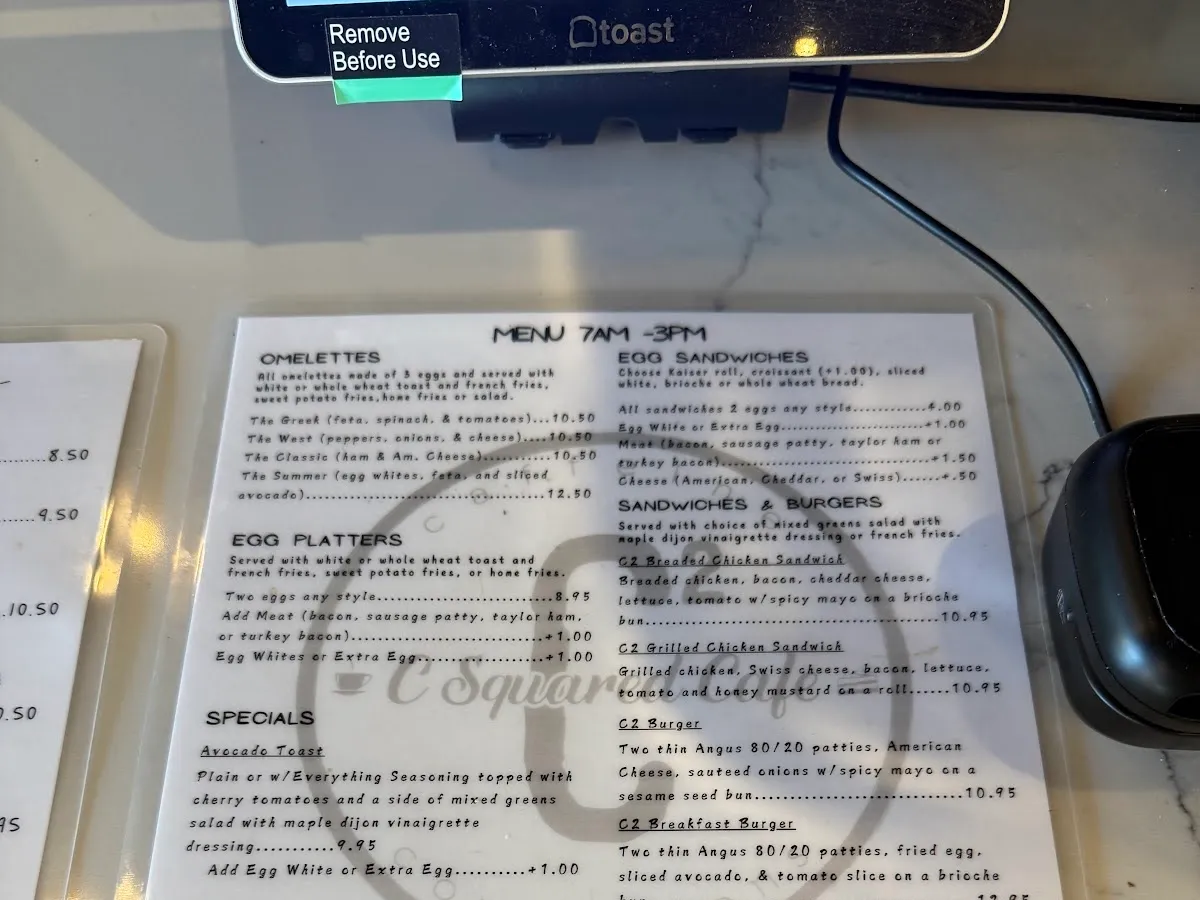 Remove
Before Use
toast
8.50
9.50
10.50
MENU 7AM -3PM
OMELETTES
All omelettes made of 3 eggs and served with
white or whole wheat toast and french fries,
sweet potato fries, home fries or salad.
The Greek (feta, spinach, & tomatoes)...10.50
The West (peppers, onions, & cheese)....10.50
The Classic (ham & Am. Cheese)...........10.50
The Summer (egg whites, feta, and sliced
avocado)..................................12.50
EGG PLATTERS
Served with white or whole wheat toast and
french fries, sweet potato fries, or home fries.
Two eggs any style.........................8.95
Add Meat (bacon, sausage patty, taylor ham,
or turkey bacon)...........................+1.00
Egg Whites or Extra Egg..................+1.00
SPECIALS
Avocado Toast
Plain or w/Everything Seasoning topped with
cherry tomatoes and a side of mixed greens
salad with maple dijon vinaigrette
dressing...........9.95
Add Egg White or Extra Egg..........+1.00
EGG SANDWICHES
Choose Kaiser roll, croissant (+1.00), sliced
white, brioche or whole wheat bread.
All sandwiches 2 eggs any style............4.00
Egg White or Extra Egg....................+1.00
Meat (bacon, sausage patty, taylor ham or
turkey bacon)..............................+1.50
Cheese (American, Cheddar, or Swiss)......+.50
SANDWICHES & BURGERS
Served with choice of mixed greens salad with
maple dijon vinaigrette dressing or french fries.
C2 Breaded Chicken Sandwich
Breaded chicken, bacon, cheddar cheese,
lettuce, tomato w/spicy mayo on a brioche
bun..........................................10.95
C2 Grilled Chicken Sandwich
Grilled chicken, Swiss cheese, bacon, lettuce,
tomato and honey mustard on a roll......10.95
C2 Burger
Two thin Angus 80/20 patties, American
Cheese, sauteed onions w/spicy mayo on a
sesame seed bun..........................10.95
C2 Breakfast Burger
Two thin Angus 80/20 patties, fried egg,
sliced avocado, & tomato slice on a brioche
C2
C Squared Cafe